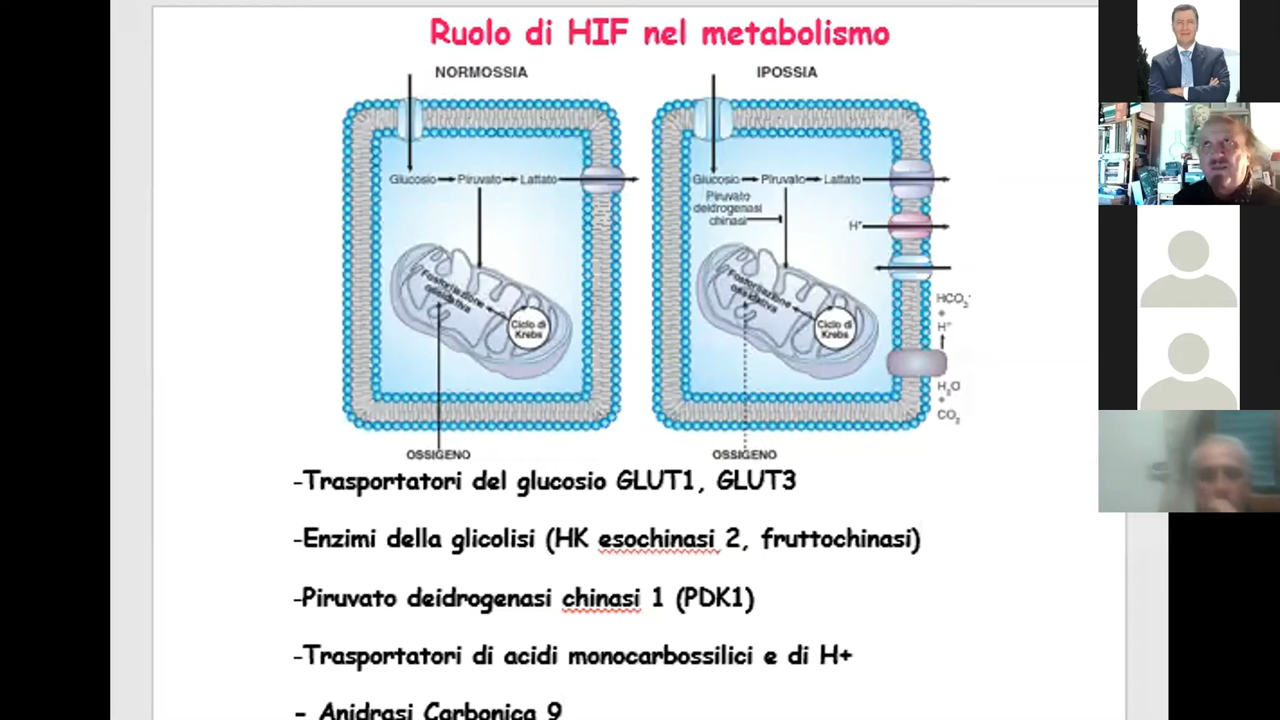 Ruolo di HIF nel metabolismo
NORMOSSIA
Glucosio Piruvato Lattato
Fosforilazione
ossidativa
Ciclo di
Krebs
OSSIGENO
IPOSSIA
Glucosio Piruvato Lattato
Piruvato
deidrogenasi
chinasi
H+
Fosforilazione
ossidativa
Ciclo di
Krebs
HCO3-
+
H+
H2O
+
CO2
OSSIGENO
-Trasportatori del glucosio GLUT1, GLUT3
-Enzimi della glicolisi (HK esochinasi 2, fruttochinasi)
-Piruvato deidrogenasi chinasi 1 (PDK1)
-Trasportatori di acidi monocarbossilici e di H+
- Anidrasi Carbonica 9